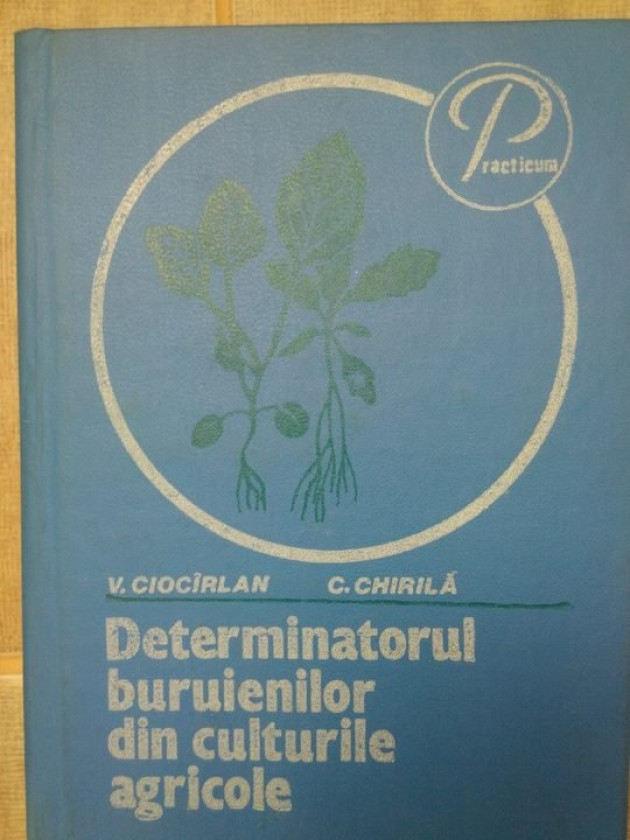 Practicum
V. CIOCÎRLAN C. CHIRILĂ
Determinatorul
buruienilor
din culturile
agricole